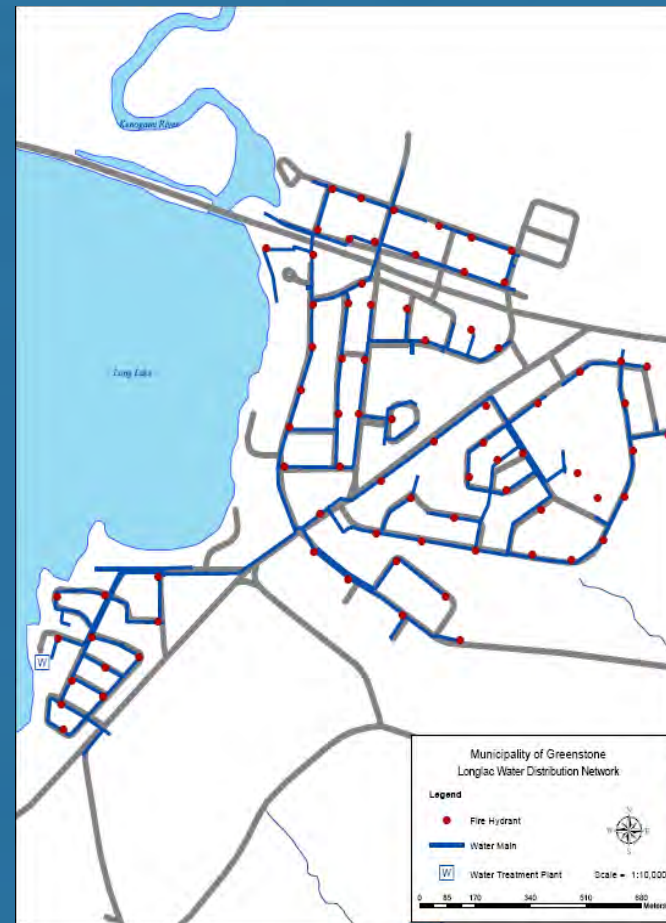 Kenogami River
Long Lake
W
Municipality of Greenstone
Longlac Water Distribution Network
Legend
Fire Hydrant
Water Main
W Water Treatment Plant
N
W E
S
Scale = 1:10,000
0 85 170 340 510 680
Meters